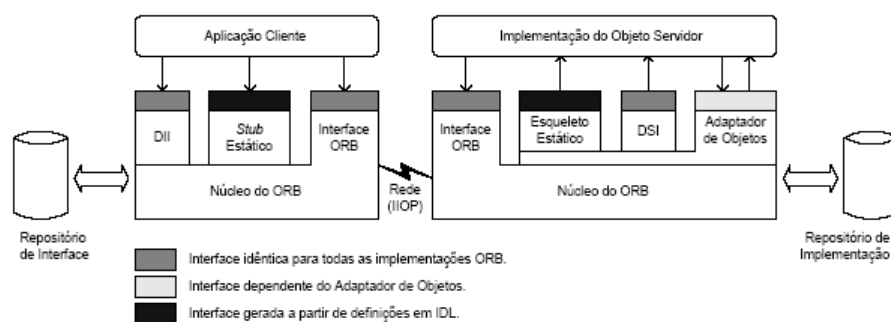 Aplicação Cliente
Implementação do Objeto Servidor
DII
Stub
Estático
Interface
ORB
Interface
ORB
Esqueleto
Estático
DSI
Adaptador
de Objetos
Núcleo do ORB
Rede
(IIOP)
Núcleo do ORB
Repositório
de Interface
Repositório de
Implementação
Interface idêntica para todas as implementações ORB.
Interface dependente do Adaptador de Objetos.
Interface gerada a partir de definições em IDL.